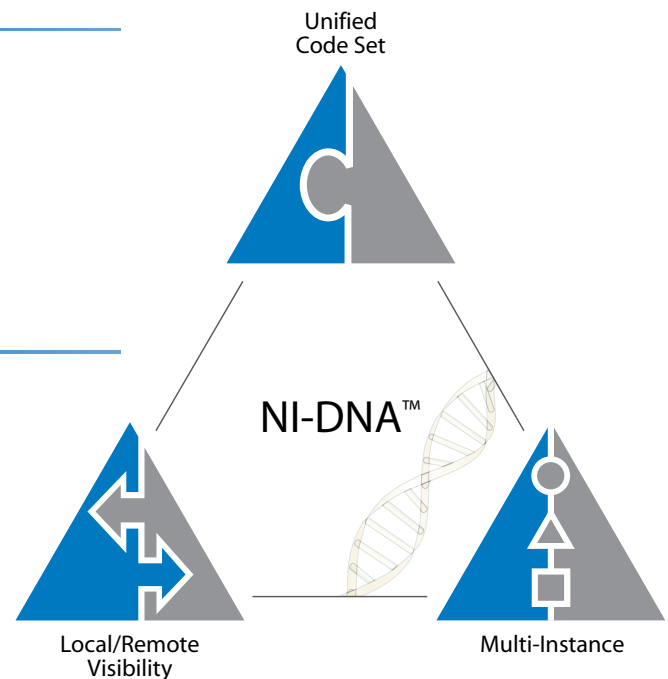 Unified
Code Set
NI-DNA™
Local/Remote
Visibility
Multi-Instance